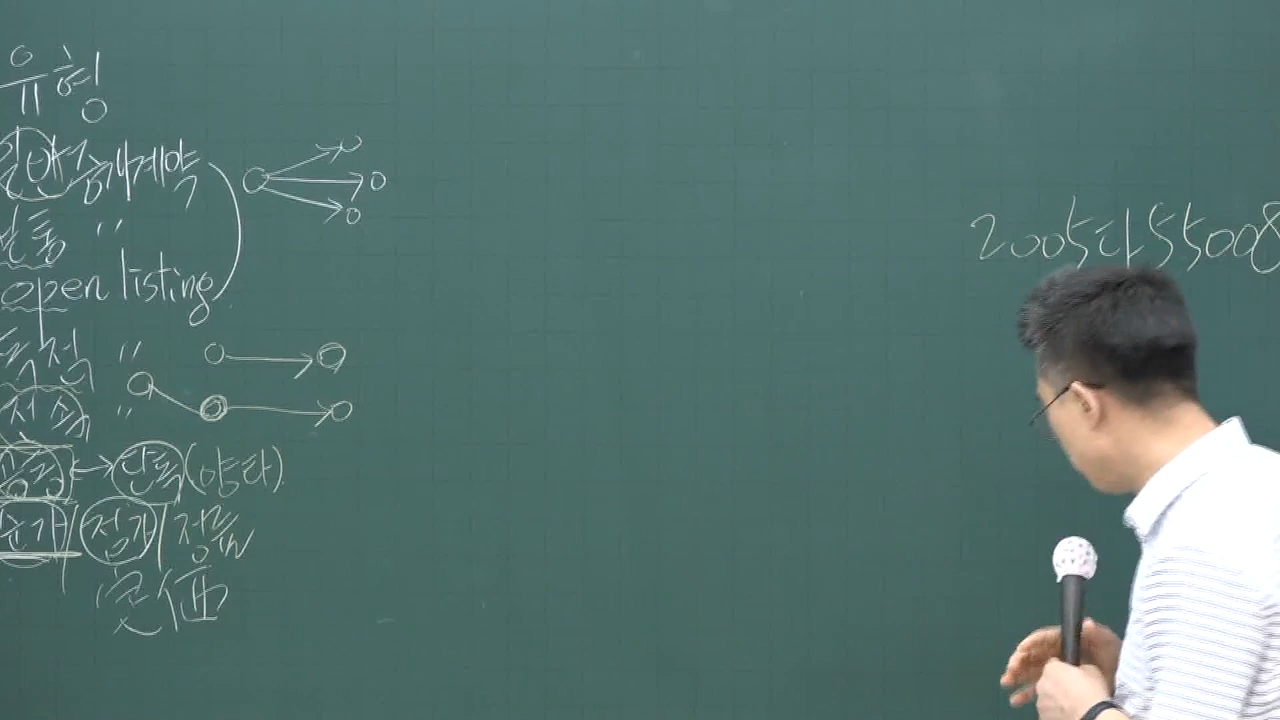 유형
일반중개계약
보통 〃
open listing
독점 〃
전속 〃
공동 ↔ 단독(양타)
순가/정가/정률
定価
2005다55008